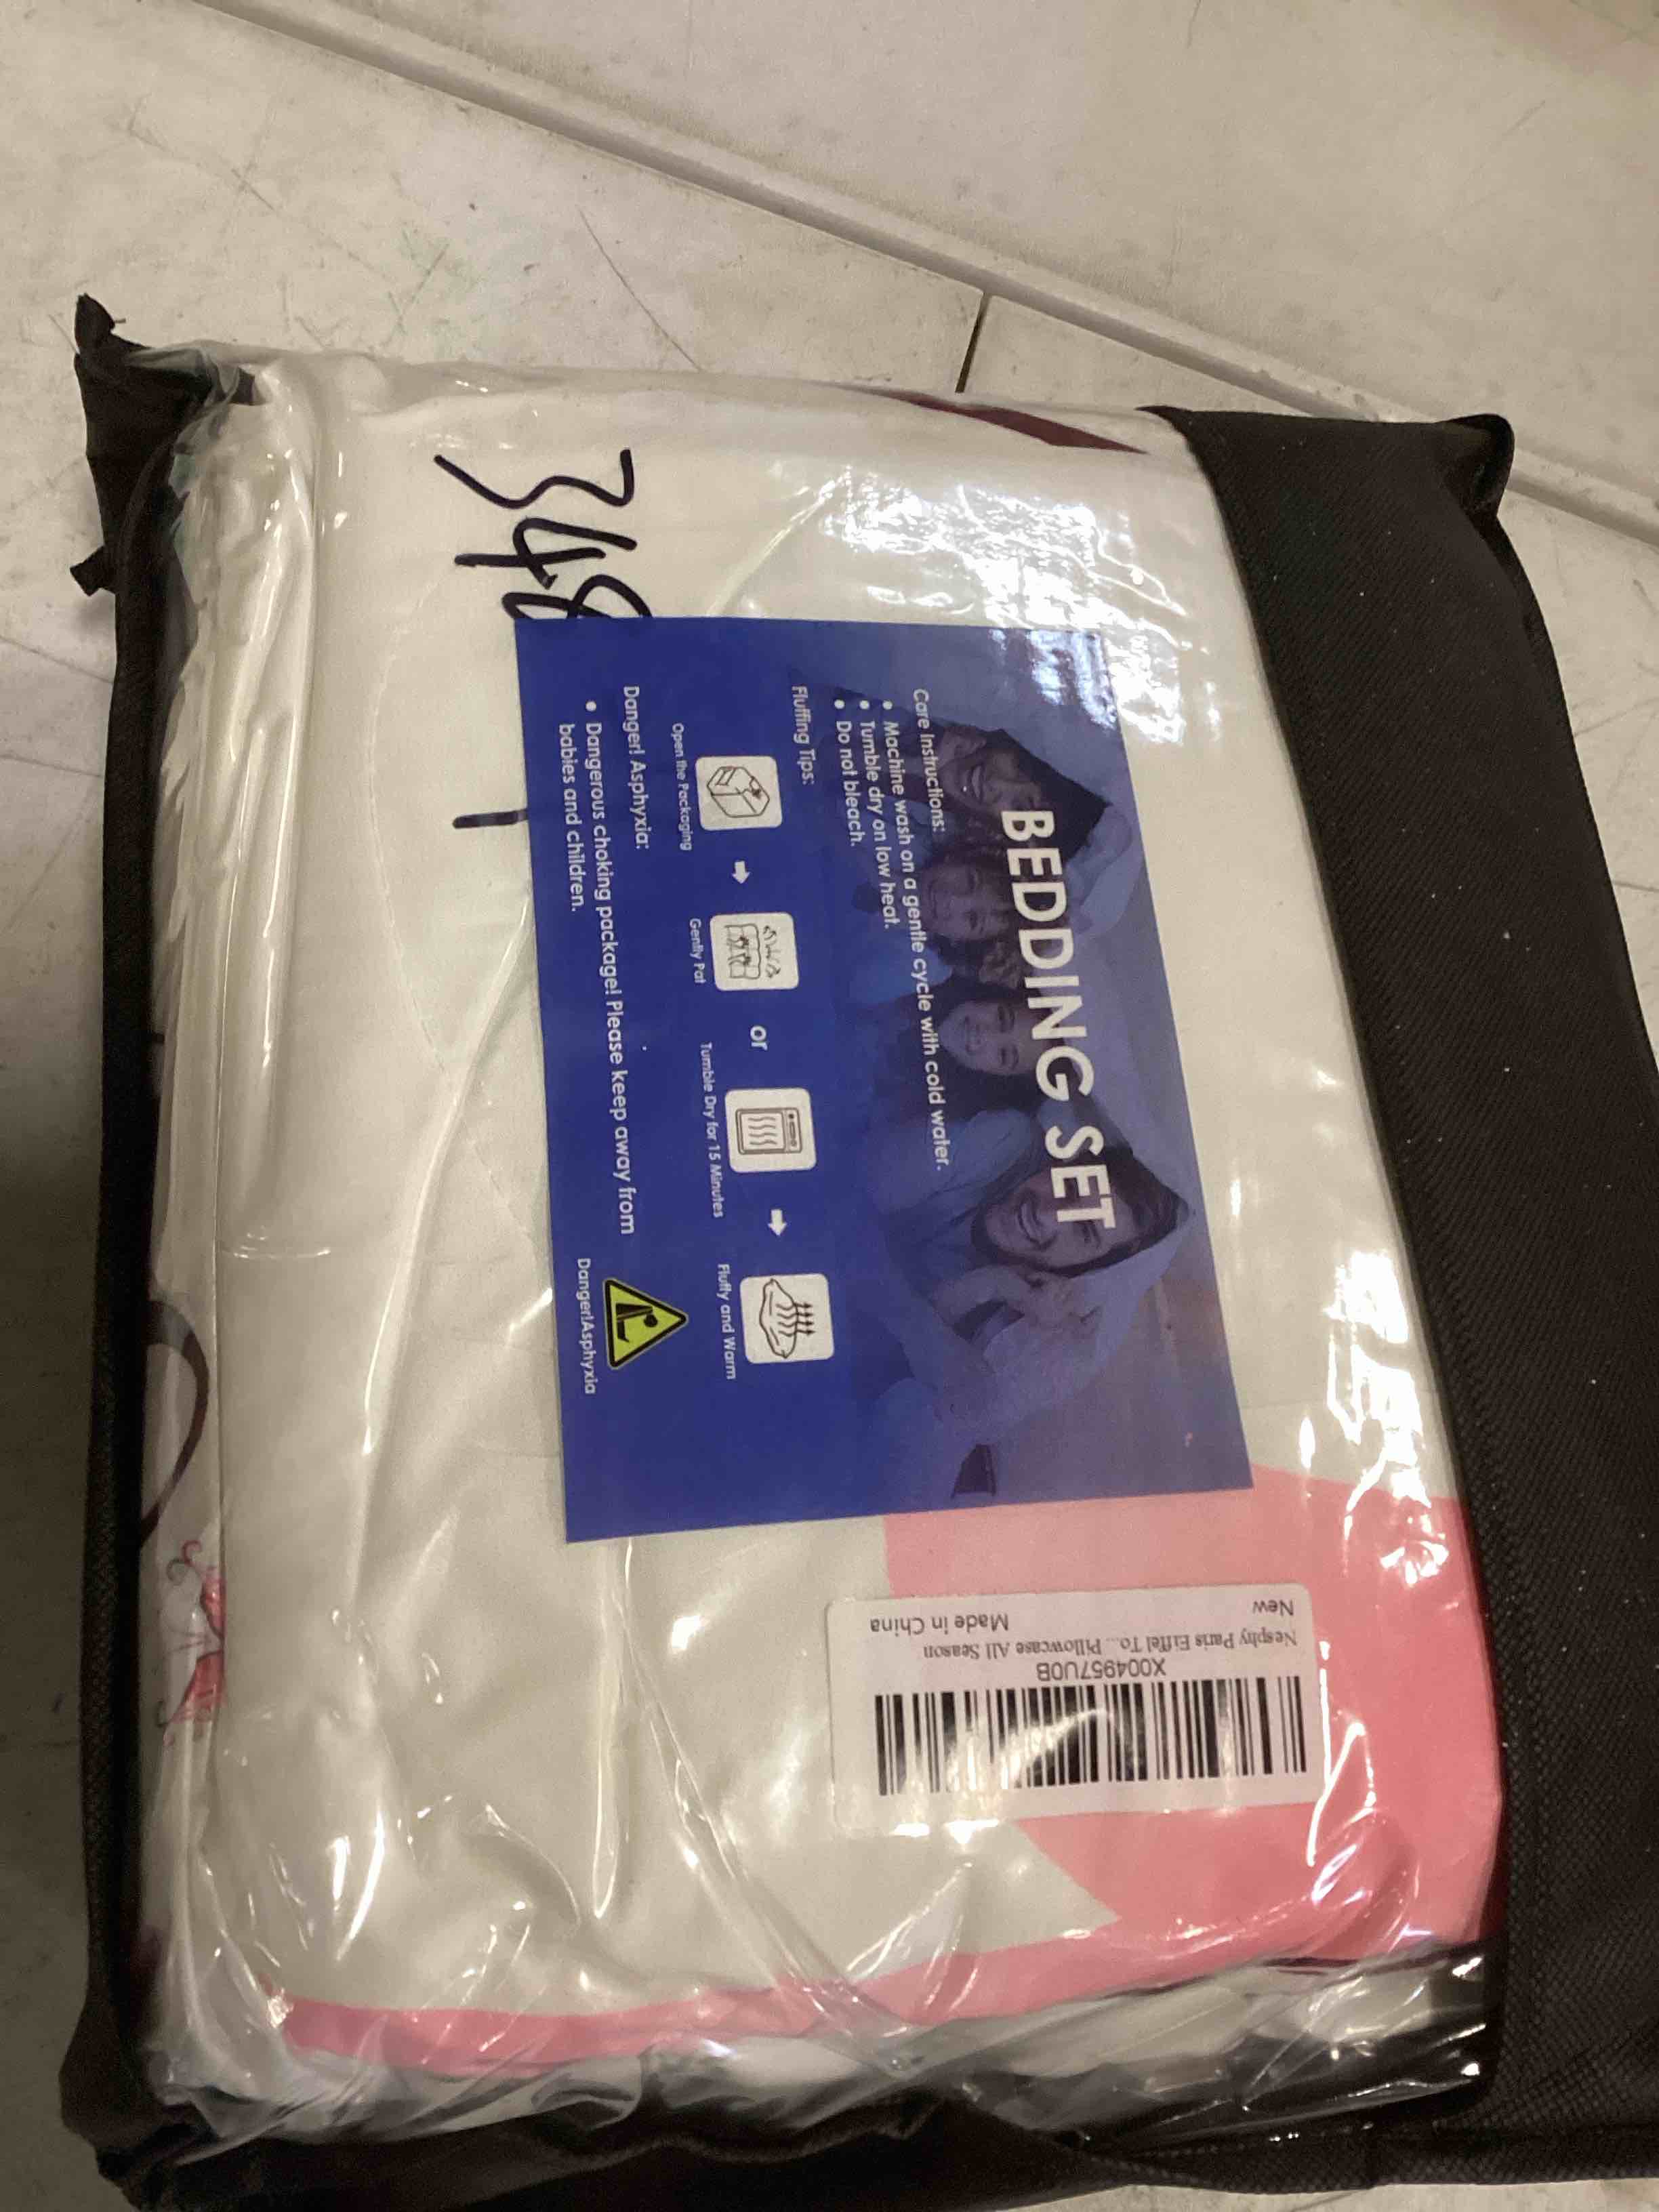 348
BEDDING SET
Care Instructions:
• Machine wash on a gentle cycle with cold water.
• Tumble dry on low heat.
• Do not bleach.
Fluffing Tips:
Open the Packaging
Gently Pat
or
Tumble Dry for 15 Minutes
Fluffy and Warm
Danger! Asphyxia:
• Dangerous choking package! Please keep away from
babies and children.
Danger!Asphyxia
X004957U0B
Nesphy Paris Eiffel To... Pillowcase All Season
New
Made in China